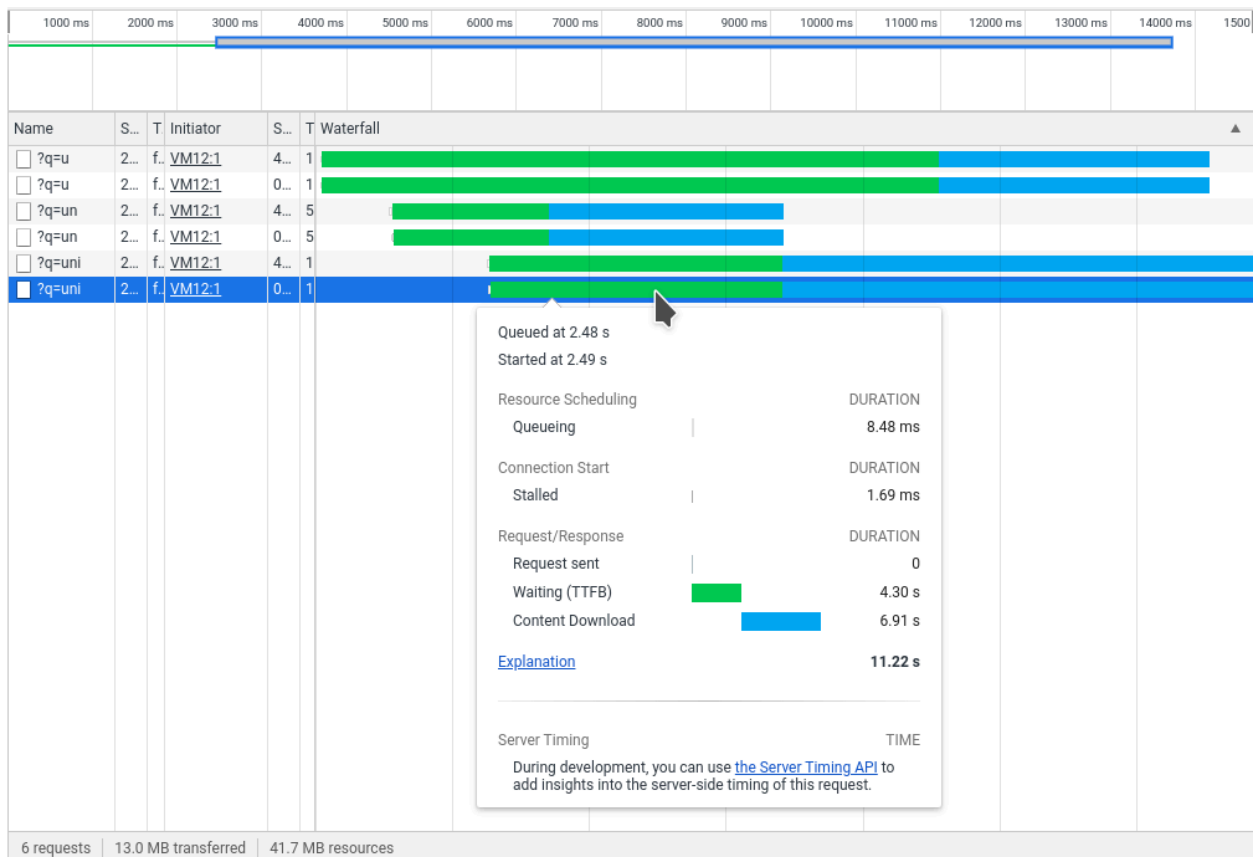 1000 ms 2000 ms 3000 ms 4000 ms 5000 ms 6000 ms 7000 ms 8000 ms 9000 ms 10000 ms 11000 ms 12000 ms 13000 ms 14000 ms 1500
Name S... T. Initiator S... T Waterfall
?q=u 2... f.. VM12:1 4... 1
?q=u 2... f.. VM12:1 0... 1
?q=un 2... f.. VM12:1 4... 5
?q=un 2... f.. VM12:1 0... 5
?q=uni 2... f.. VM12:1 4... 1
?q=uni 2... f.. VM12:1 0... 1
Queued at 2.48 s
Started at 2.49 s
Resource Scheduling DURATION
Queueing 8.48 ms
Connection Start DURATION
Stalled 1.69 ms
Request/Response DURATION
Request sent 0
Waiting (TTFB) 4.30 s
Content Download 6.91 s
Explanation 11.22 s
Server Timing TIME
During development, you can use the Server Timing API to
add insights into the server-side timing of this request.
6 requests 13.0 MB transferred 41.7 MB resources